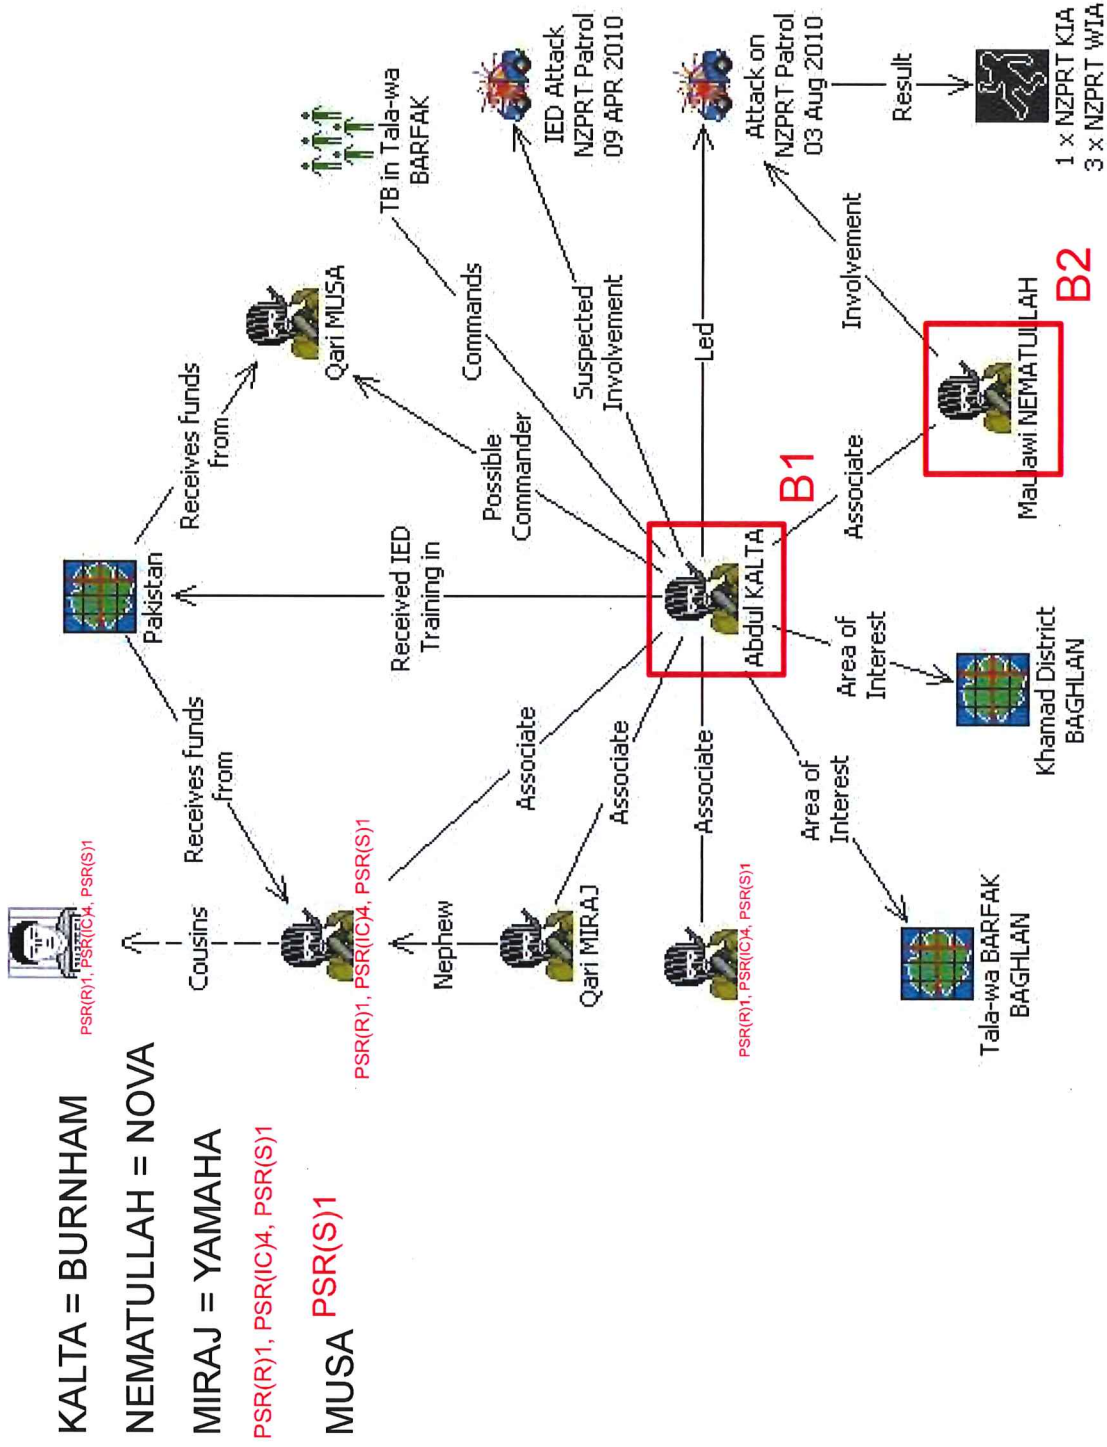 KALTA = BURNHAM
NEMATULLAH = NOVA
MIRAJ = YAMAHA
PSR(R)1, PSR(IC)4, PSR(S)1
MUSA PSR(S)1
PSR(R)1, PSR(IC)4, PSR(S)1
Cousins
PSR(R)1, PSR(IC)4, PSR(S)1
Nephew
Qari MIRAJ
PSR(R)1, PSR(IC)4, PSR(S)1
Tala-wa BARFAK
BAGHLAN
Receives funds
from
Pakistan
Receives funds
from
Qari MUSA
Received IED
Training in
Possible
Commander
Commands
TB in Tala-wa
BARFAK
Suspected
Involvement
IED Attack
NZPRT Patrol
09 APR 2010
Associate
Associate
Associate
Abdul KALTA
B1
Led
Attack on
NZPRT Patrol
03 Aug 2010
Result
1 x NZPRT KIA
3 x NZPRT WIA
Area of
Interest
Area of
Interest
Khamad District
BAGHLAN
Associate
Involvement
Maulawi NEMATULLAH
B2